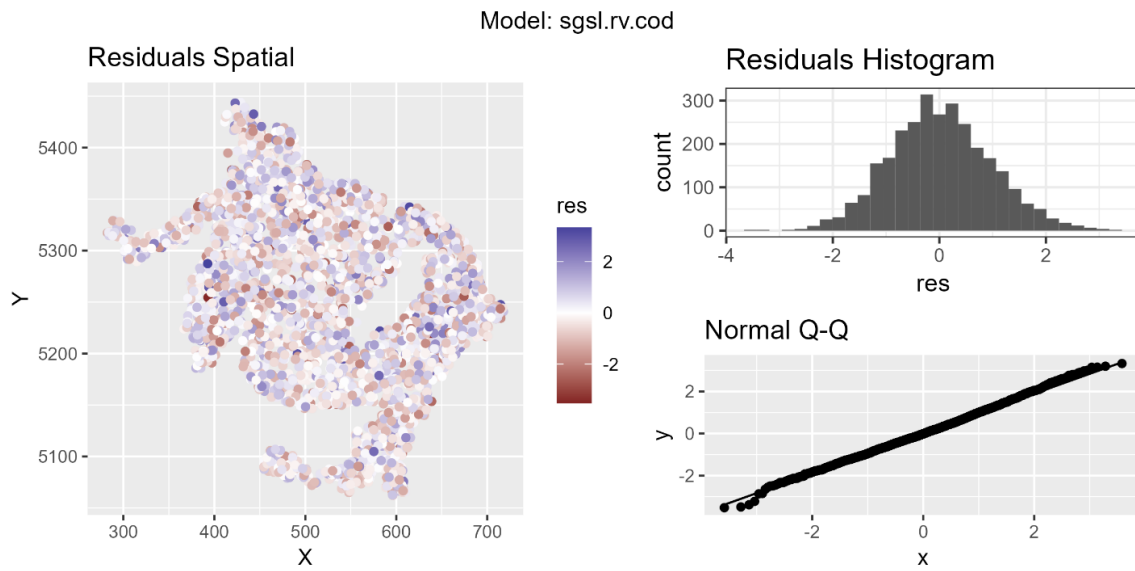 Model: sgsl.rv.cod
Residuals Spatial
5400
5300
5200
5100
Y
300 400 500 600 700
X
res
2
0
-2
Residuals Histogram
300
200
100
0
count
-4 -2 0 2
res
Normal Q-Q
2
0
-2
y
-2 0 2
x